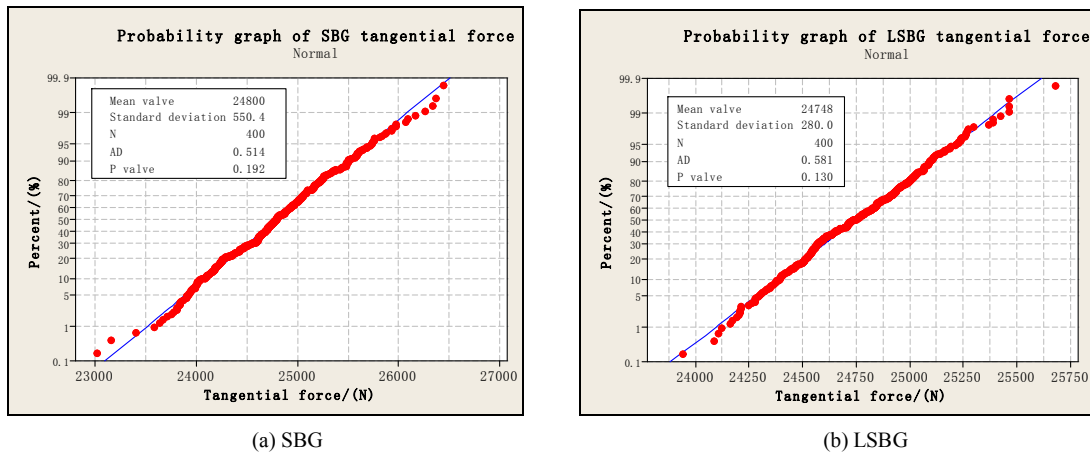 Probability graph of SBG tangential force
Normal
Mean valve 24800
Standard deviation 550.4
N 400
AD 0.514
P valve 0.192
Percent/(%)
99.9
99
95
90
80
70
60
50
40
30
20
10
5
1
0.1
23000 24000 25000 26000 27000
Tangential force/(N)
(a) SBG
Probability graph of LSBG tangential force
Normal
Mean valve 24748
Standard deviation 280.0
N 400
AD 0.581
P valve 0.130
Percent/(%)
99.9
99
95
90
80
70
60
50
40
30
20
10
5
1
0.1
24000 24250 24500 24750 25000 25250 25500 25750
Tangential force/(N)
(b) LSBG